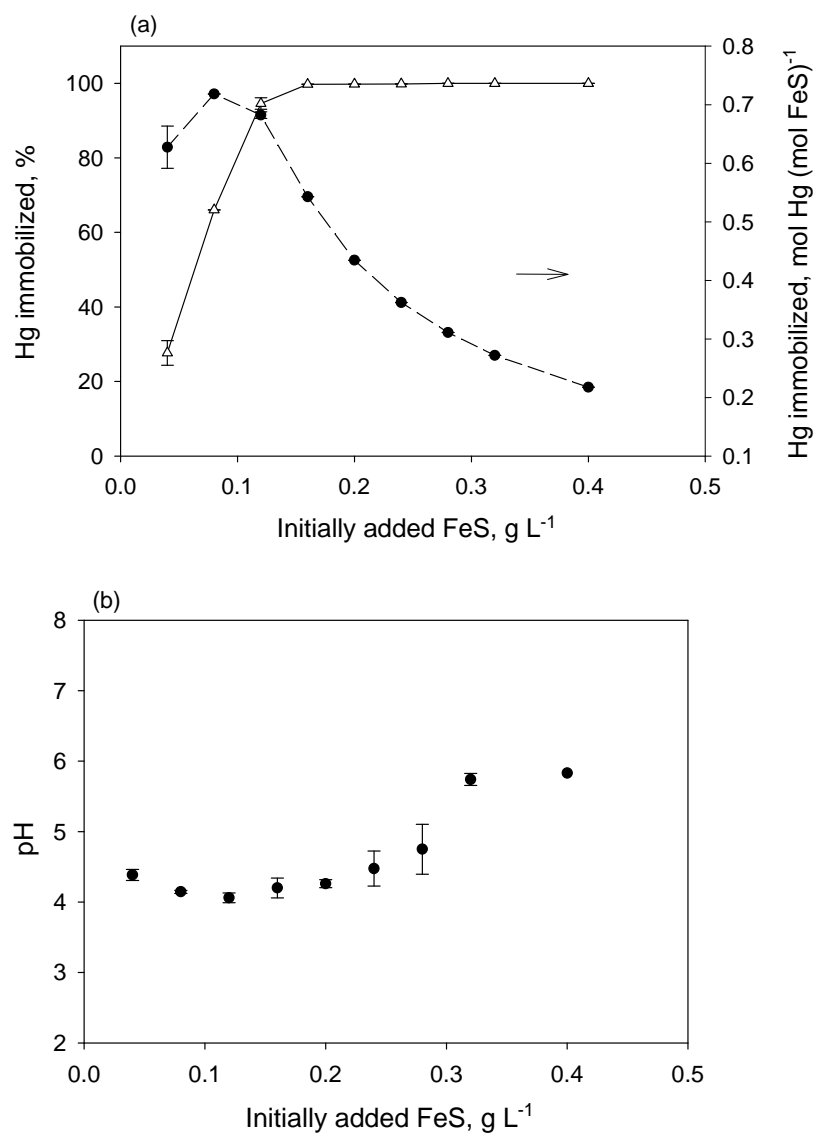 (a)
Hg immobilized, %
100
80
60
40
20
0
0.8
0.7
0.6
0.5
0.4
0.3
0.2
0.1
Hg immobilized, mol Hg (mol FeS)⁻¹
0.0 0.1 0.2 0.3 0.4 0.5
Initially added FeS, g L⁻¹
(b)
pH
8
7
6
5
4
3
2
0.0 0.1 0.2 0.3 0.4 0.5
Initially added FeS, g L⁻¹